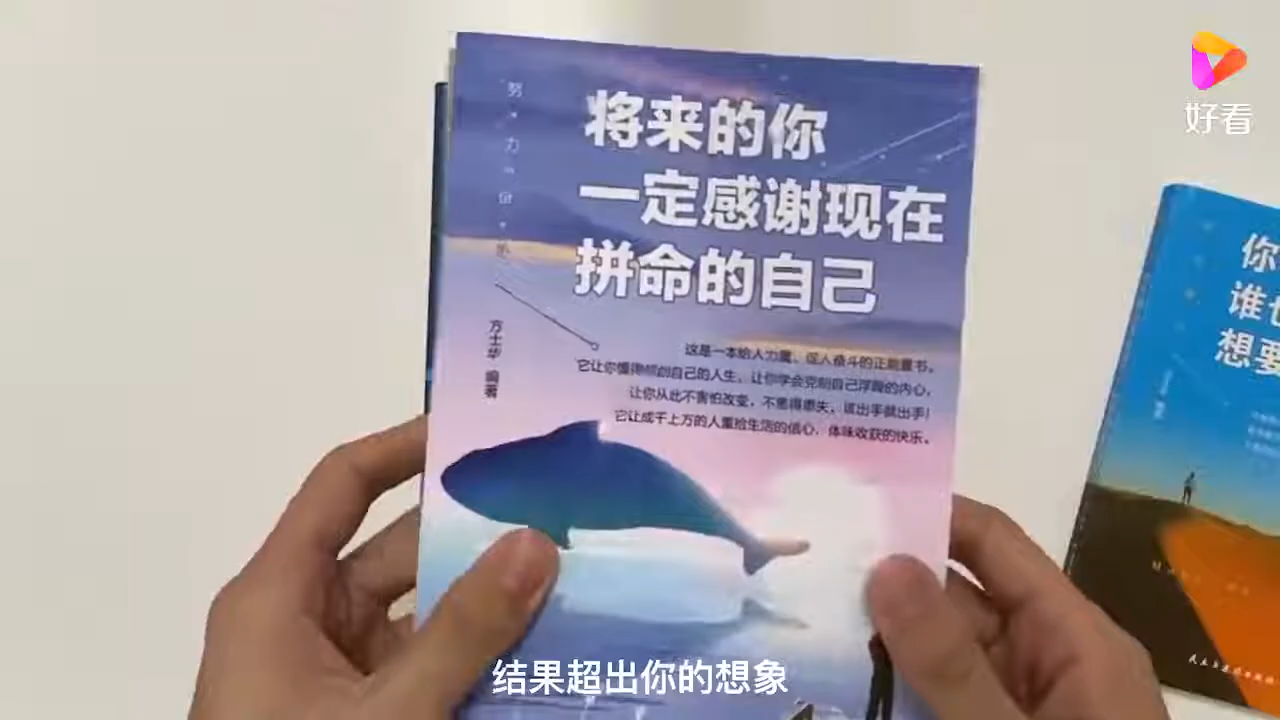 好看
将来的你
一定感谢现在
拼命的自己
方士华 编著
这是一本给人力量、促人奋斗的正能量书。
它让你懂得规划自己的人生，让你学会克制自己浮躁的内心，
让你从此不害怕改变，不患得患失，该出手就出手！
它让成千上万的人重拾生活的信心，体味收获的快乐。
你
谁也
想要
结果超出你的想象